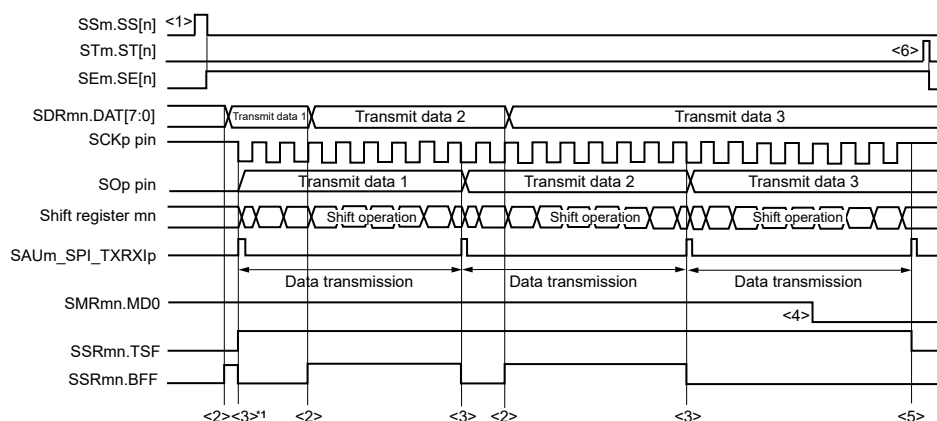 <1>
SSm.SS[n]
STm.ST[n]
<6>
SEm.SE[n]
SDRmn.DAT[7:0]
Transmit data 1
Transmit data 2
Transmit data 3
SCKp pin
SOp pin
Transmit data 1
Transmit data 2
Transmit data 3
Shift register mn
Shift operation
Shift operation
Shift operation
SAUm_SPI_TXRXIp
Data transmission
Data transmission
Data transmission
SMRmn.MD0
<4>
SSRmn.TSF
SSRmn.BFF
<2> <3>*1 <2> <3> <2> <3> <5>